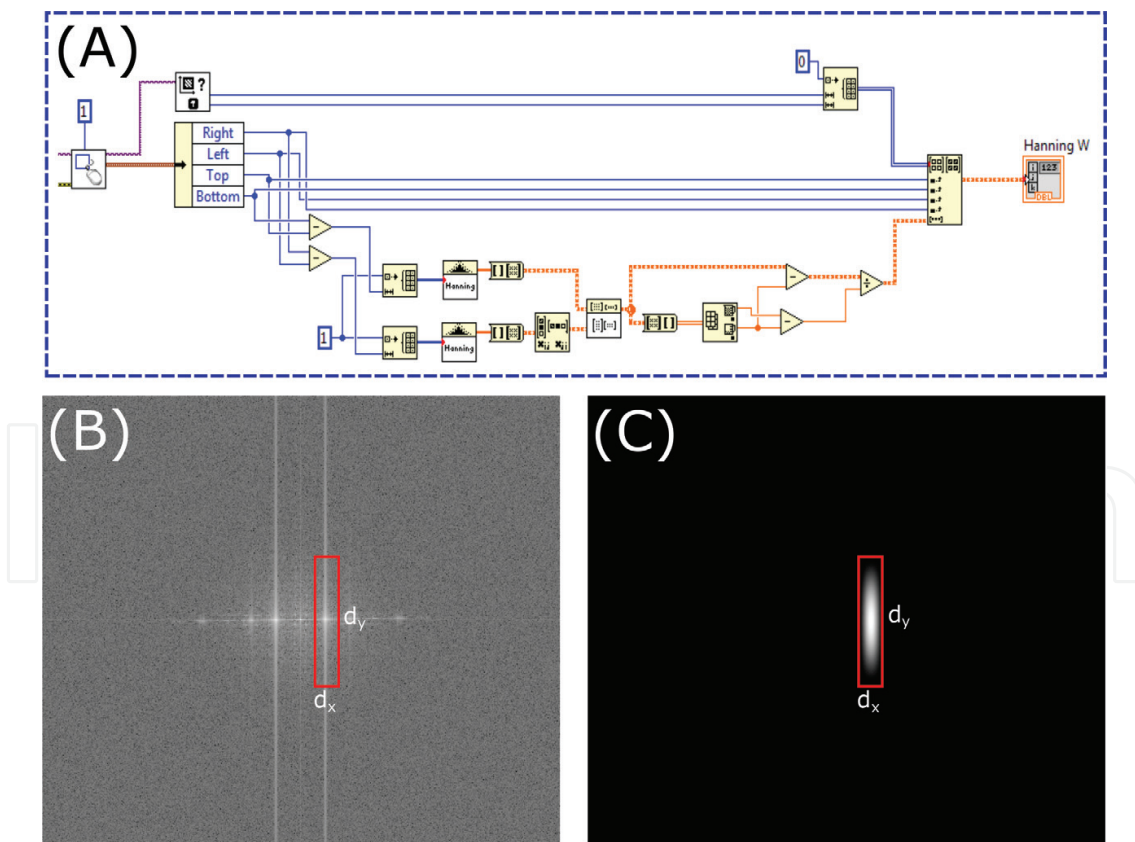 (A)
0
?
1
Right
Left
Top
Bottom
Hanning W
123
DBL
Hanning
1
Hanning
(B)
dy
dx
(C)
dy
dx